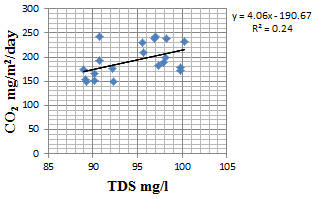 y = 4.06x - 190.67
R² = 0.24
300
250
200
150
100
50
0
CO₂ mg/m²/day
85 90 95 100 105
TDS mg/l